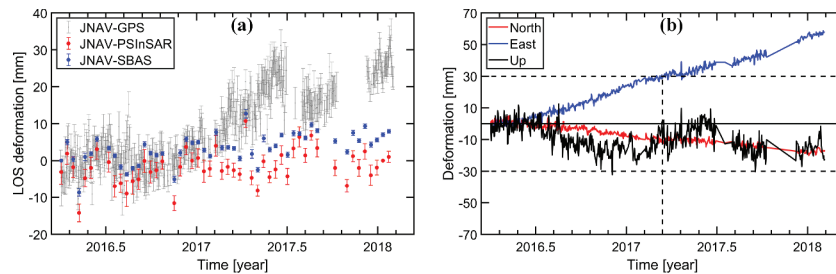 (a)
JNAV-GPS
JNAV-PSInSAR
JNAV-SBAS
LOS deformation [mm]
40
30
20
10
0
-10
-20
2016.5
2017
2017.5
2018
Time [year]
(b)
North
East
Up
Deformation [mm]
70
50
30
10
-10
-30
-50
-70
2016.5
2017
2017.5
2018
Time [year]